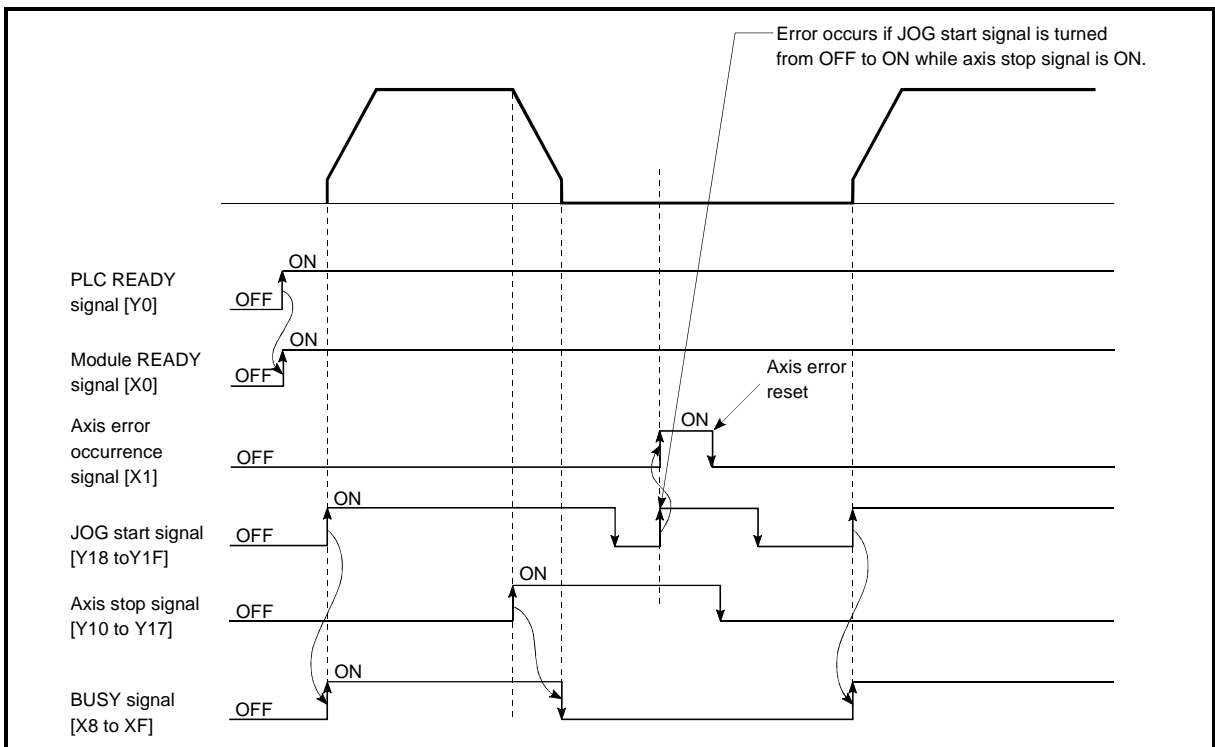 Error occurs if JOG start signal is turned
from OFF to ON while axis stop signal is ON.
ON
PLC READY
signal [Y0]
OFF
ON
Module READY
signal [X0]
OFF
Axis error
reset
Axis error
occurrence
signal [X1]
ON
OFF
ON
JOG start signal
[Y18 toY1F]
OFF
ON
Axis stop signal
[Y10 to Y17]
OFF
ON
BUSY signal
[X8 to XF]
OFF